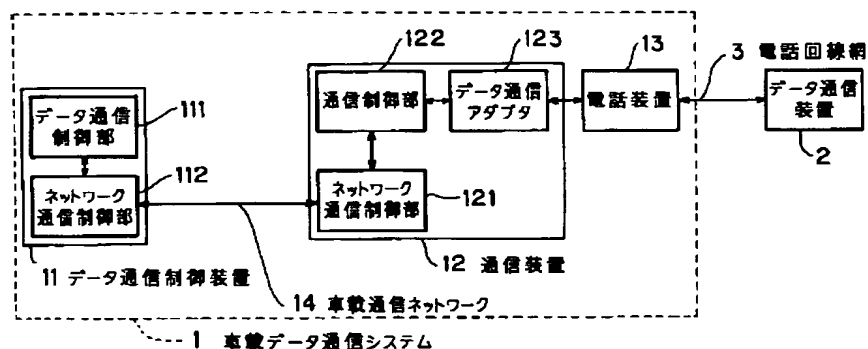 122
123
13
3 電話回線網
111
データ通信
制御部
通信制御部
データ通信
アダプタ
電話装置
データ通信
装置
2
112
ネットワーク
通信制御部
ネットワーク
通信制御部
121
12 通信装置
11 データ通信制御装置
14 車載通信ネットワーク
1 車載データ通信システム